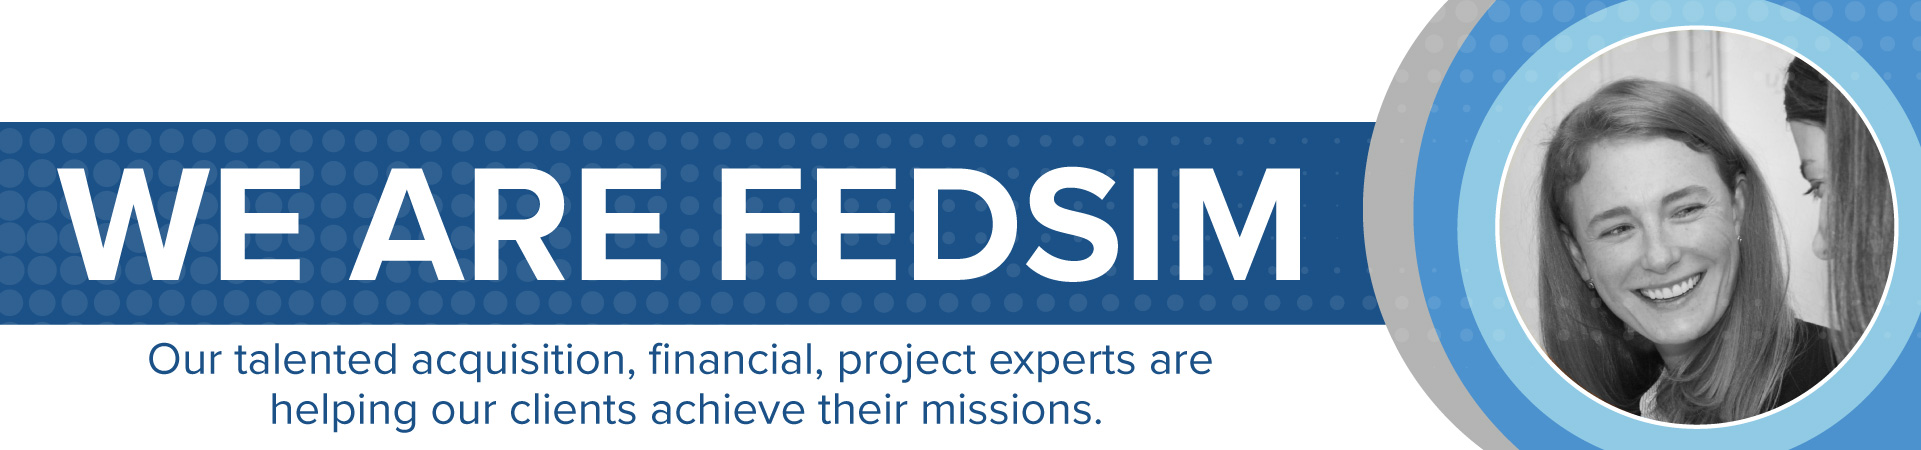 WE ARE FEDSIM
Our talented acquisition, financial, project experts are
helping our clients achieve their missions.